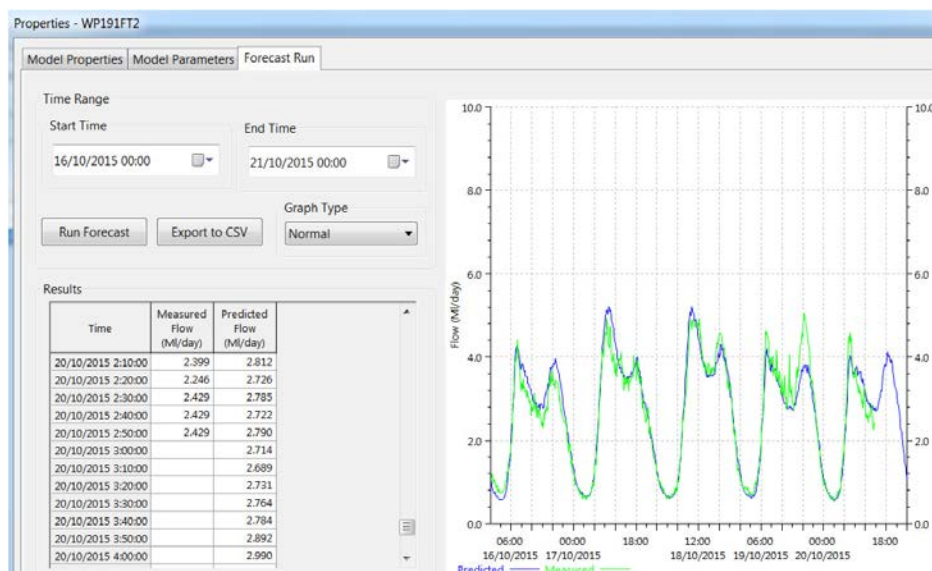 Properties - WP191FT2
Model Properties Model Parameters Forecast Run
Time Range
Start Time End Time
16/10/2015 00:00 21/10/2015 00:00
Graph Type
Run Forecast Export to CSV Normal
Results
Time Measured Flow (Ml/day) Predicted Flow (Ml/day)
20/10/2015 2:10:00 2.399 2.812
20/10/2015 2:20:00 2.246 2.726
20/10/2015 2:30:00 2.429 2.785
20/10/2015 2:40:00 2.429 2.722
20/10/2015 2:50:00 2.429 2.790
20/10/2015 3:00:00 2.714
20/10/2015 3:10:00 2.689
20/10/2015 3:20:00 2.731
20/10/2015 3:30:00 2.764
20/10/2015 3:40:00 2.784
20/10/2015 3:50:00 2.892
20/10/2015 4:00:00 2.990
Flow (Ml/day)
10.0 10.0
8.0 8.0
6.0 6.0
4.0 4.0
2.0 2.0
0.0 0.0
06:00 00:00 18:00 12:00 06:00 00:00 18:00
16/10/2015 17/10/2015 18/10/2015 19/10/2015 20/10/2015
Predicted Measured